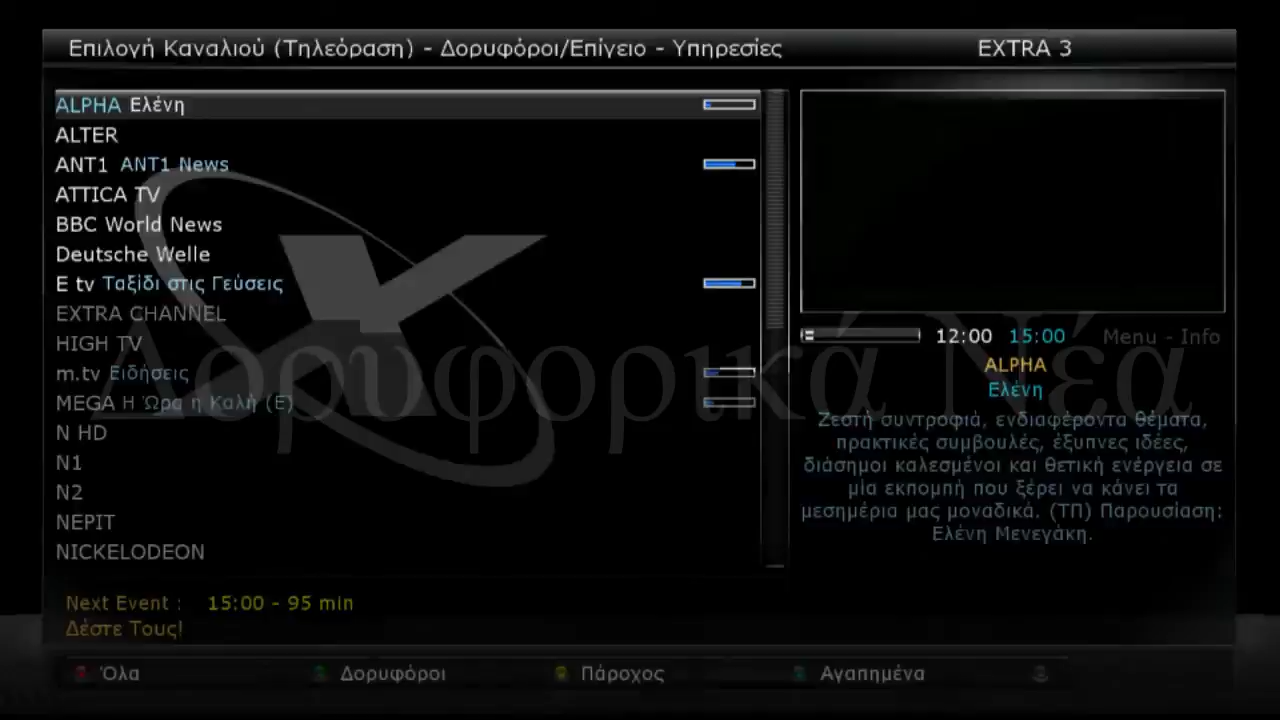 Επιλογή Καναλιού (Τηλεόραση) - Δορυφόροι/Επίγειο - Υπηρεσίες
EXTRA 3
ALPHA Ελένη
ALTER
ANT1 ANT1 News
ATTICA TV
BBC World News
Deutsche Welle
E tv Ταξίδι στις Γεύσεις
EXTRA CHANNEL
HIGH TV
m.tv Ειδήσεις
MEGA Η Ώρα η Καλή (Ε)
N HD
N1
N2
NEPIT
NICKELODEON
12:00 15:00 Menu - Info
ALPHA
Ελένη
Ζεστή συντροφιά, ενδιαφέροντα θέματα,
πρακτικές συμβουλές, έξυπνες ιδέες,
διάσημοι καλεσμένοι και θετική ενέργεια σε
μία εκπομπή που ξέρει να κάνει τα
μεσημέρια μας μοναδικά. (ΤΠ) Παρουσίαση:
Ελένη Μενεγάκη.
Δορυφορικά Νέα
Next Event : 15:00 - 95 min
Δέστε Τους!
Όλα
Δορυφόροι
Πάροχος
Αγαπημένα